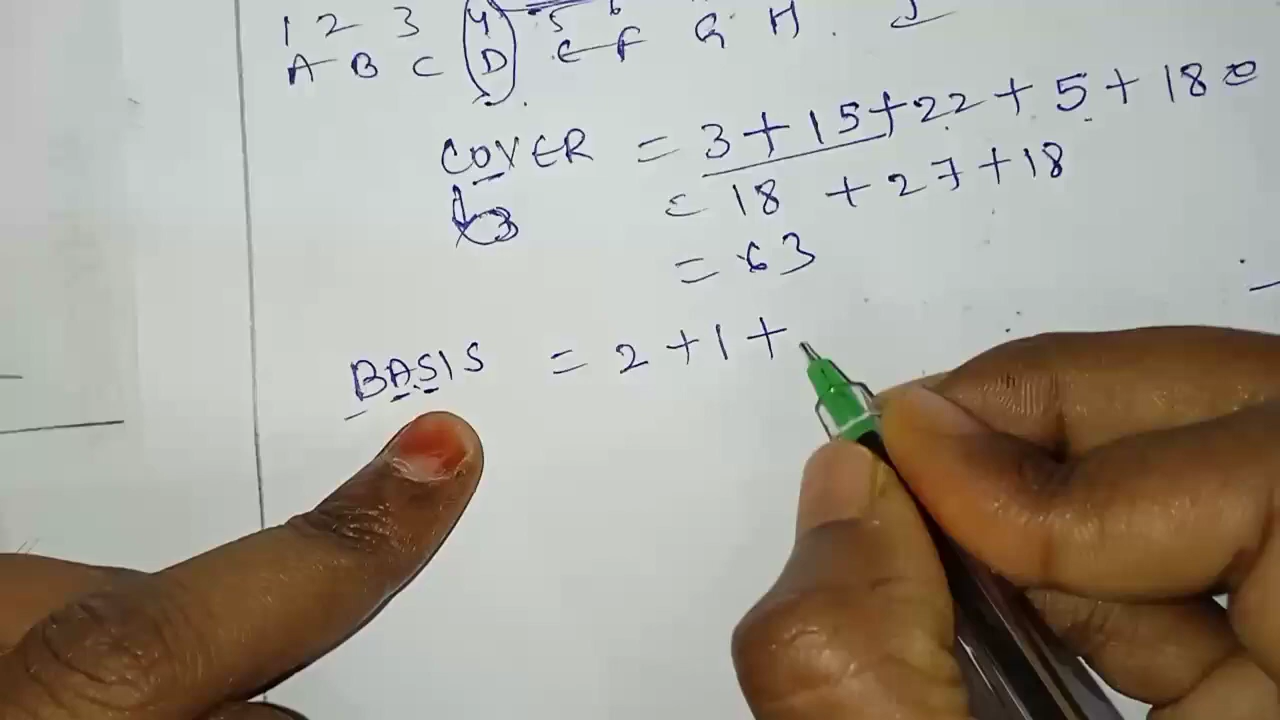 1 2 3 4 5 6
A B C D E F G H J
COVER = 3 + 15 + 22 + 5 + 18
= 18 + 27 + 18
= 63
BASIS = 2 + 1 +